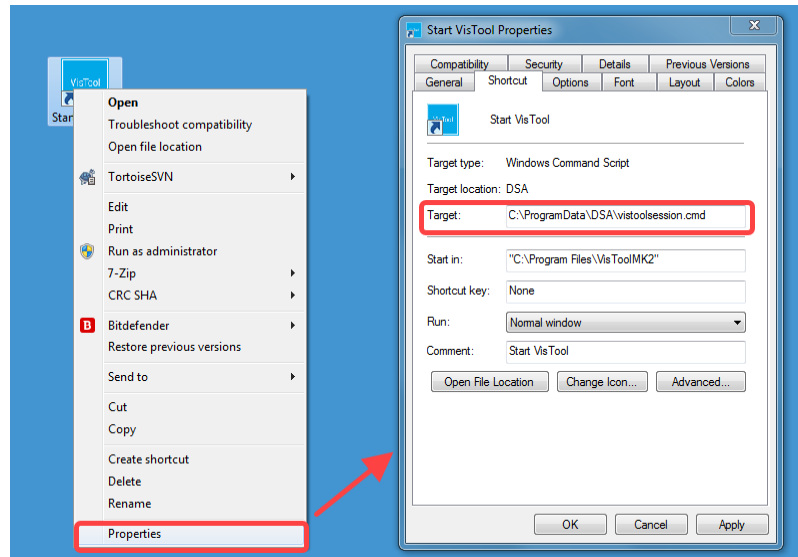 VisTool
Star
Open
Troubleshoot compatibility
Open file location
TortoiseSVN
Edit
Print
Run as administrator
7-Zip
CRC SHA
Bitdefender
Restore previous versions
Send to
Cut
Copy
Create shortcut
Delete
Rename
Properties
Start VisTool Properties
Compatibility Security Details Previous Versions
General Shortcut Options Font Layout Colors
VisTool
Start VisTool
Target type: Windows Command Script
Target location: DSA
Target: C:\ProgramData\DSA\vistoolsession.cmd
Start in: "C:\Program Files\VisToolMK2"
Shortcut key: None
Run: Normal window
Comment: Start VisTool
Open File Location Change Icon... Advanced...
OK Cancel Apply